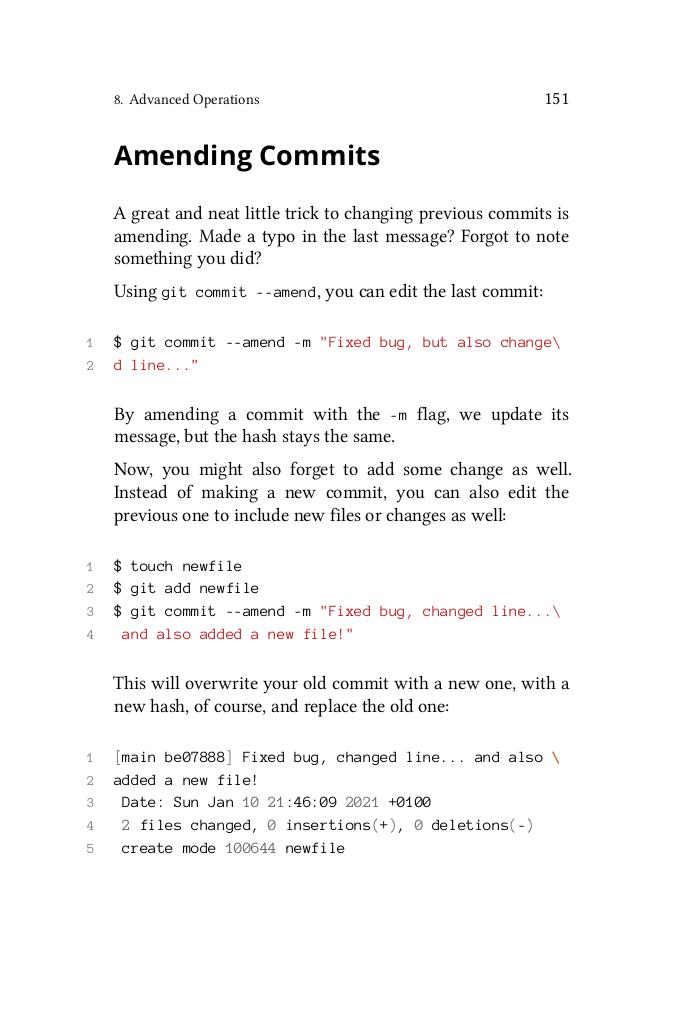 8. Advanced Operations 151
Amending Commits
A great and neat little trick to changing previous commits is
amending. Made a typo in the last message? Forgot to note
something you did?
Using git commit --amend, you can edit the last commit:
1 $ git commit --amend -m "Fixed bug, but also change\
2 d line..."
By amending a commit with the -m flag, we update its
message, but the hash stays the same.
Now, you might also forget to add some change as well.
Instead of making a new commit, you can also edit the
previous one to include new files or changes as well:
1 $ touch newfile
2 $ git add newfile
3 $ git commit --amend -m "Fixed bug, changed line...\
4  and also added a new file!"
This will overwrite your old commit with a new one, with a
new hash, of course, and replace the old one:
1 [main be07888] Fixed bug, changed line... and also \
2 added a new file!
3  Date: Sun Jan 10 21:46:09 2021 +0100
4  2 files changed, 0 insertions(+), 0 deletions(-)
5  create mode 100644 newfile